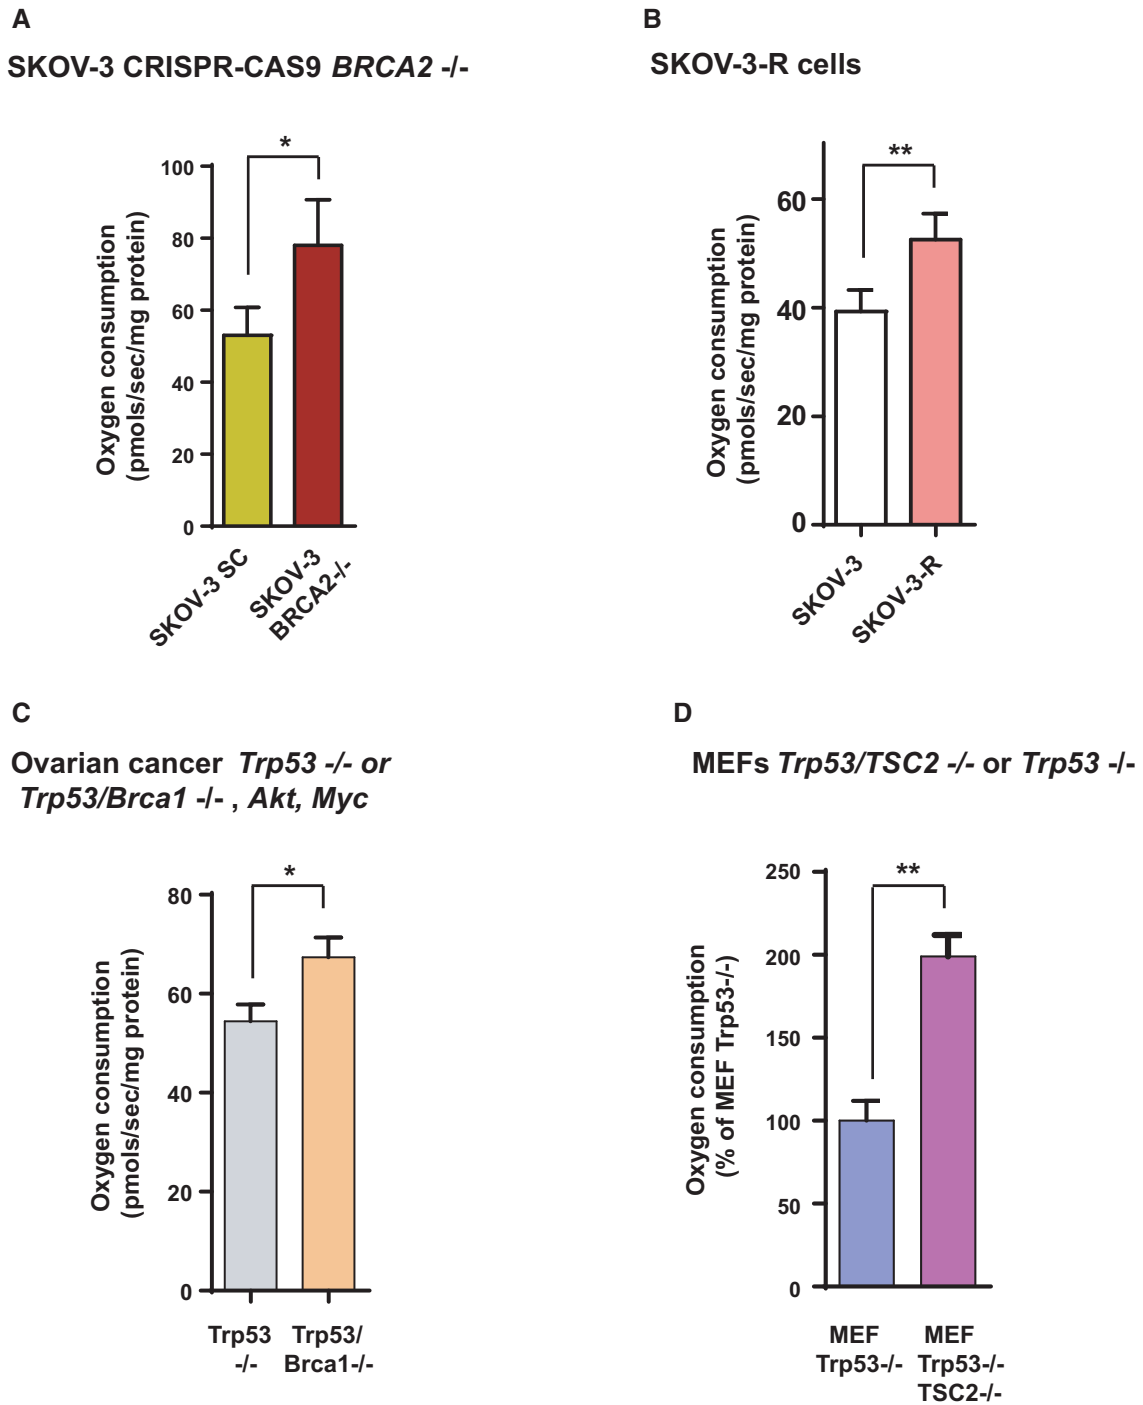 A
SKOV-3 CRISPR-CAS9 BRCA2 -/-
*
100
80
60
40
20
0
Oxygen consumption
(pmols/sec/mg protein)
SKOV-3 SC
SKOV-3
BRCA2-/-
B
SKOV-3-R cells
**
60
40
20
0
Oxygen consumption
(pmols/sec/mg protein)
SKOV-3
SKOV-3-R
C
Ovarian cancer Trp53 -/- or
Trp53/Brca1 -/- , Akt, Myc
*
80
60
40
20
0
Oxygen consumption
(pmols/sec/mg protein)
Trp53
-/-
Trp53/
Brca1-/-
D
MEFs Trp53/TSC2 -/- or Trp53 -/-
**
250
200
150
100
50
0
Oxygen consumption
(% of MEF Trp53-/-)
MEF
Trp53-/-
MEF
Trp53-/-
TSC2-/-